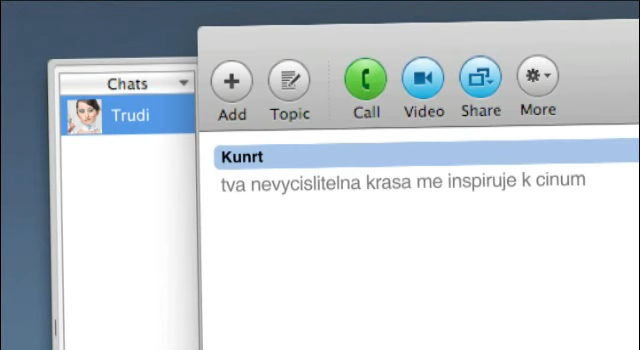 Chats
Trudi
Add
Topic
Call
Video
Share
More
Kunrt
tva nevycislitelna krasa me inspiruje k cinum